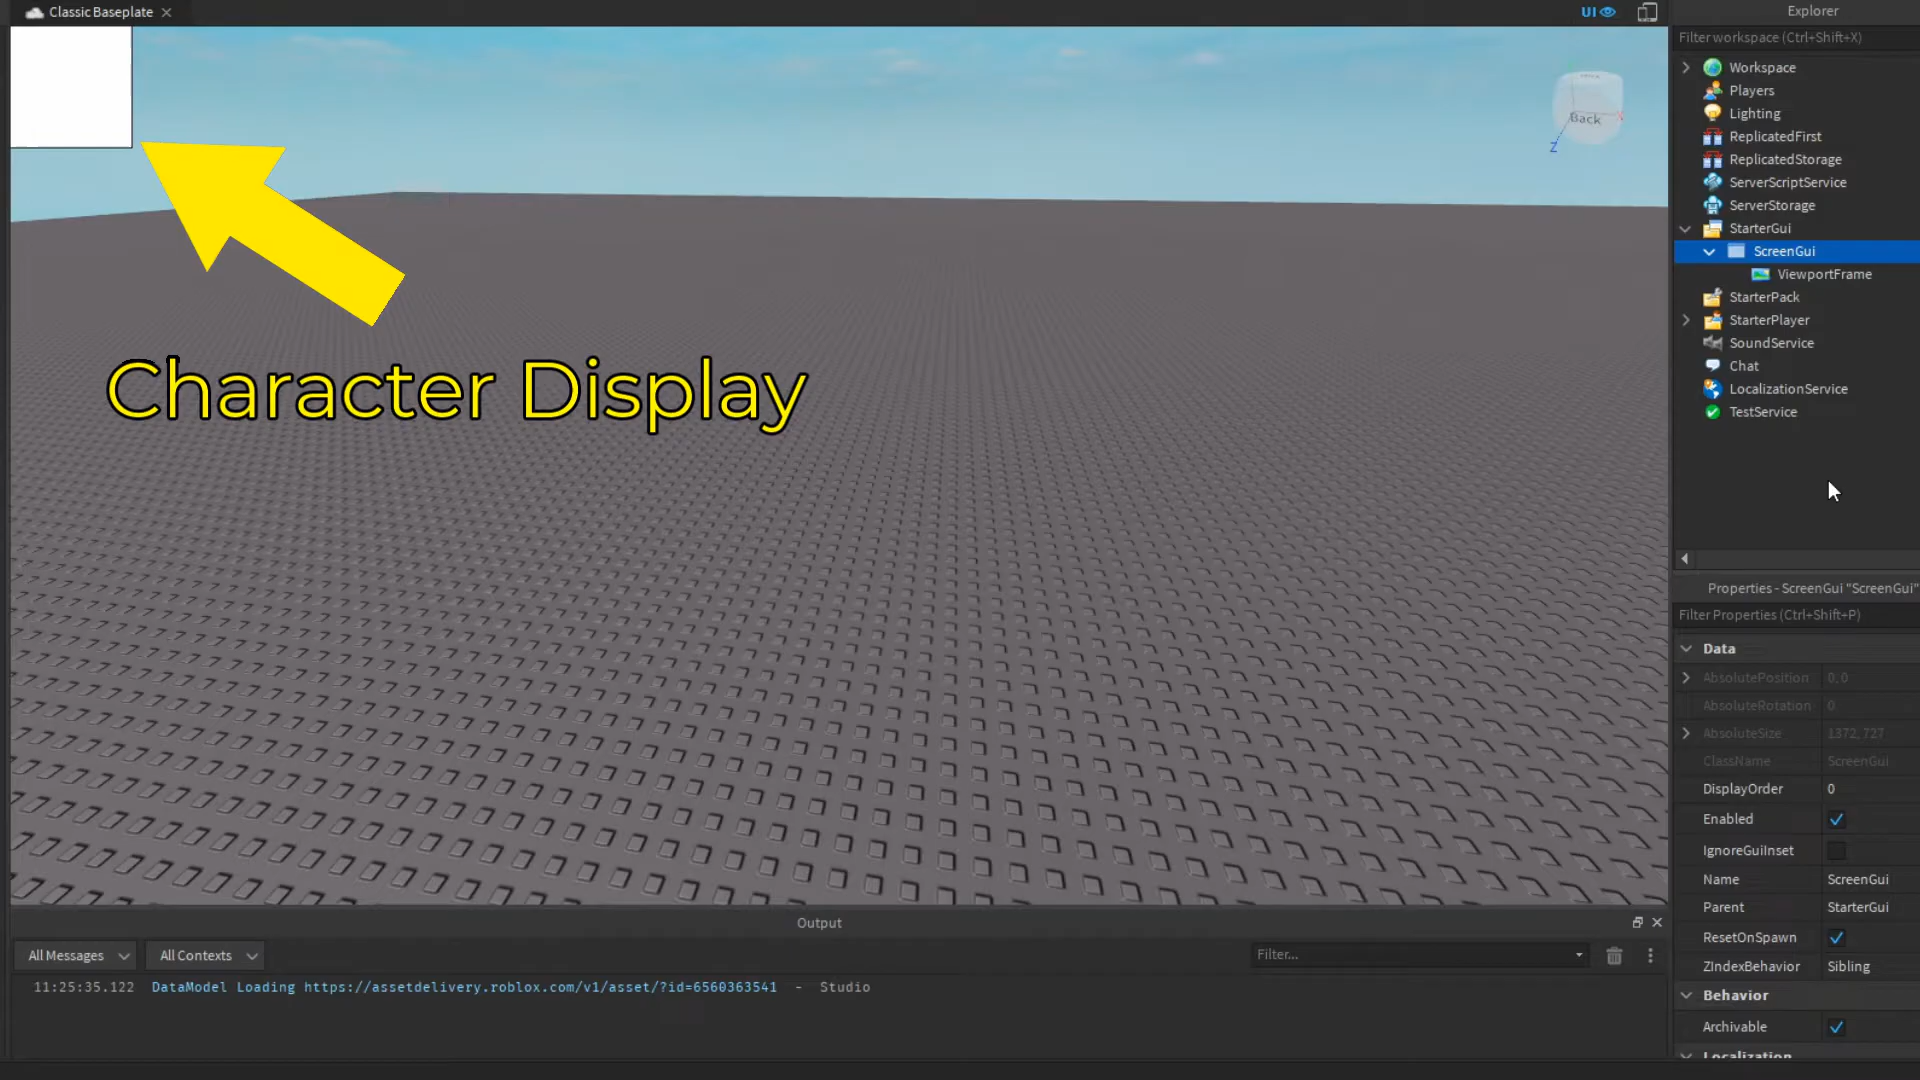 Classic Baseplate
UI
Explorer
Filter workspace (Ctrl+Shift+X)
Workspace
Players
Lighting
ReplicatedFirst
ReplicatedStorage
ServerScriptService
ServerStorage
StarterGui
ScreenGui
ViewportFrame
StarterPack
StarterPlayer
SoundService
Chat
LocalizationService
TestService
Back
X
Z
Character Display
Properties - ScreenGui "ScreenGui"
Filter Properties (Ctrl+Shift+P)
Data
AbsolutePosition 0, 0
AbsoluteRotation 0
AbsoluteSize 1372, 727
ClassName ScreenGui
DisplayOrder 0
Enabled
IgnoreGuiInset
Name ScreenGui
Parent StarterGui
ResetOnSpawn
ZIndexBehavior Sibling
Behavior
Archivable
Localization
Output
All Messages All Contexts Filter...
11:25:35.122 DataModel Loading https://assetdelivery.roblox.com/v1/asset/?id=6560363541 - Studio